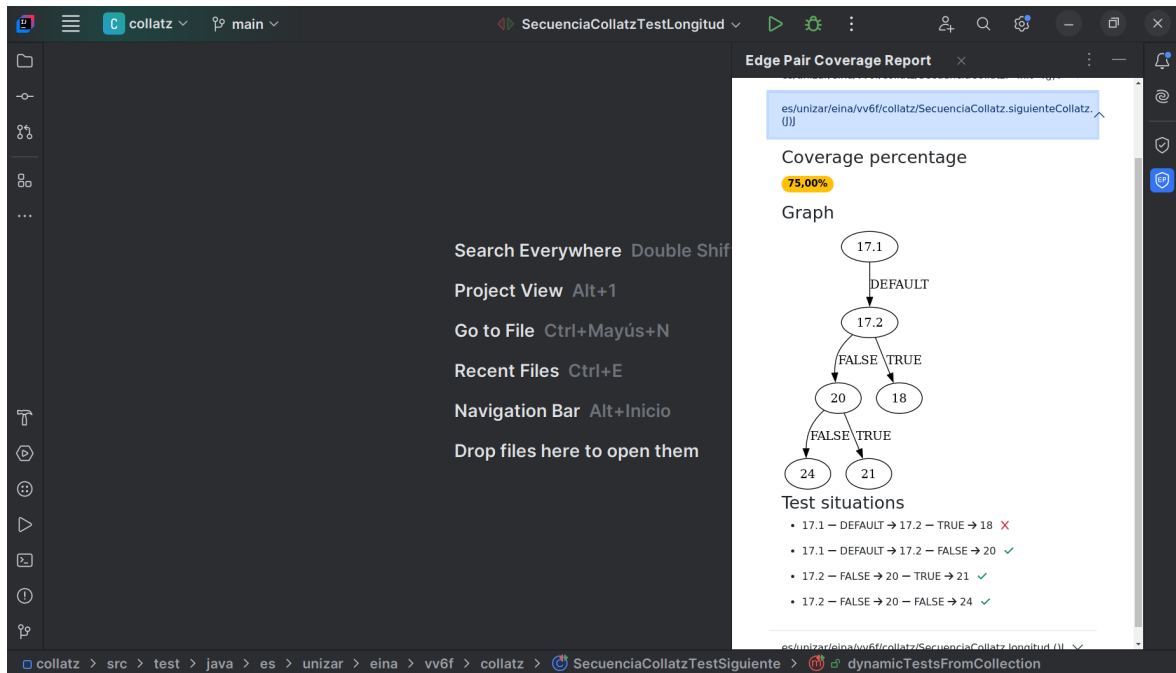 C collatz main SecuenciaCollatzTestLongitud
Edge Pair Coverage Report
es/unizar/eina/vv6f/collatz/SecuenciaCollatz.siguienteCollatz.
(J)J
Coverage percentage
75,00%
Graph
17.1
DEFAULT
17.2
FALSE TRUE
20 18
FALSE TRUE
24 21
Test situations
• 17.1 — DEFAULT → 17.2 — TRUE → 18 ✗
• 17.1 — DEFAULT → 17.2 — FALSE → 20 ✓
• 17.2 — FALSE → 20 — TRUE → 21 ✓
• 17.2 — FALSE → 20 — FALSE → 24 ✓
es/unizar/eina/vv6f/collatz/SecuenciaCollatz.longitud.()I
Search Everywhere Double Shif
Project View Alt+1
Go to File Ctrl+Mayús+N
Recent Files Ctrl+E
Navigation Bar Alt+Inicio
Drop files here to open them
EP
collatz > src > test > java > es > unizar > eina > vv6f > collatz > SecuenciaCollatzTestSiguiente > dynamicTestsFromCollection